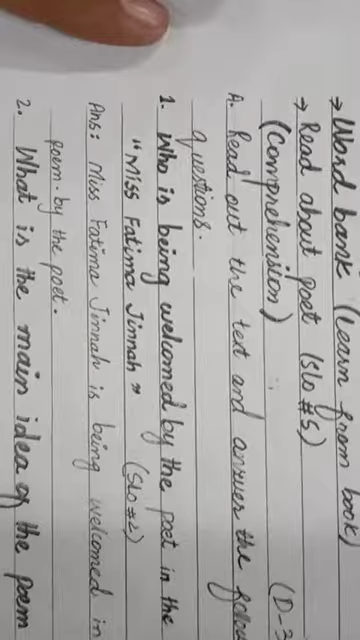 → Word bank (learn from book)
→ Read about poet (Slo #5)
(Comprehension) (D-
A. Read out the text and answer the
questions.
1. Who is being welcomed by the poet in the
"Miss Fatima Jinnah" (Slo #2)
Ans: Miss Fatima Jinnah is being welcomed in
poem. by the poet.
2. What is the main idea of the poem